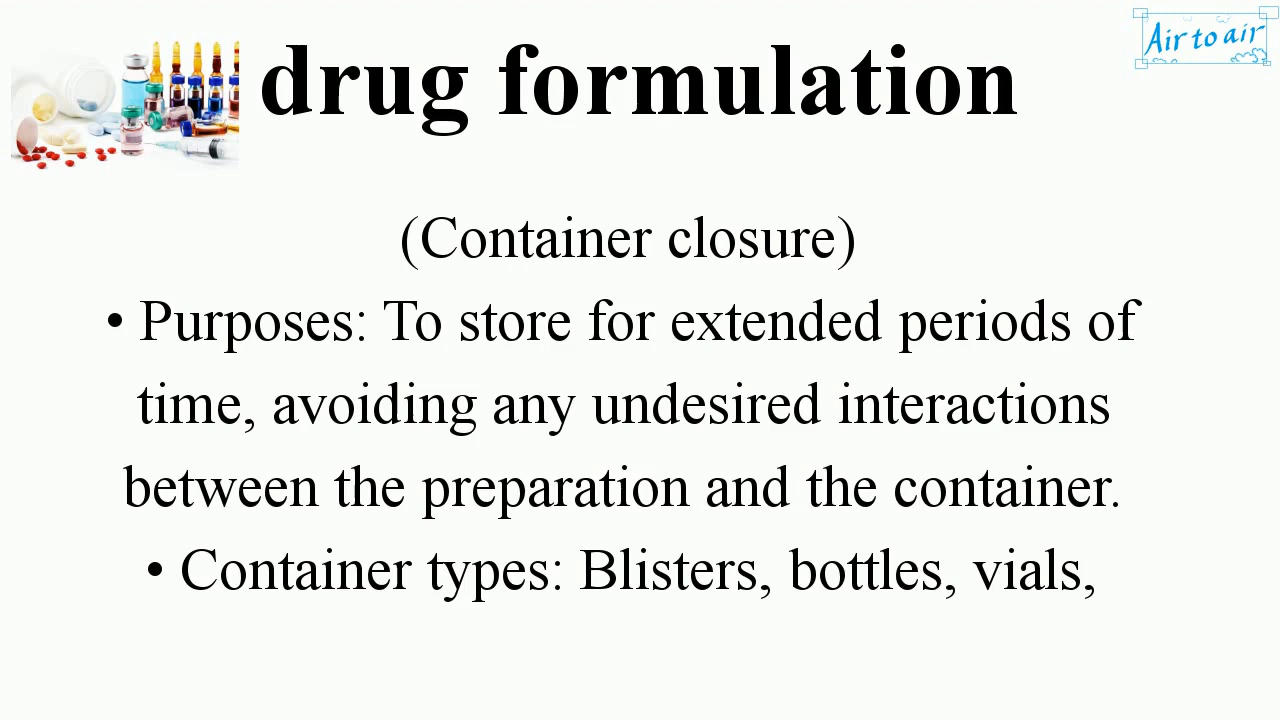 Air to air
drug formulation
(Container closure)
• Purposes: To store for extended periods of
time, avoiding any undesired interactions
between the preparation and the container.
• Container types: Blisters, bottles, vials,